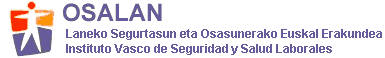 OSALAN
Laneko Segurtasun eta Osasunerako Euskal Erakundea
Instituto Vasco de Seguridad y Salud Laborales